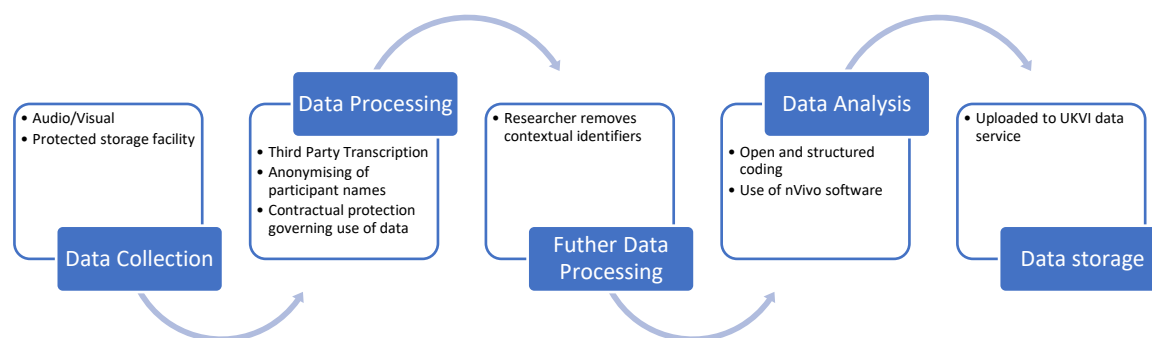 • Audio/Visual
• Protected storage facility
Data Collection
Data Processing
• Third Party Transcription
• Anonymising of
participant names
• Contractual protection
governing use of data
• Researcher removes
contextual identifiers
Futher Data
Processing
Data Analysis
• Open and structured
coding
• Use of nVivo software
• Uploaded to UKVI data
service
Data storage